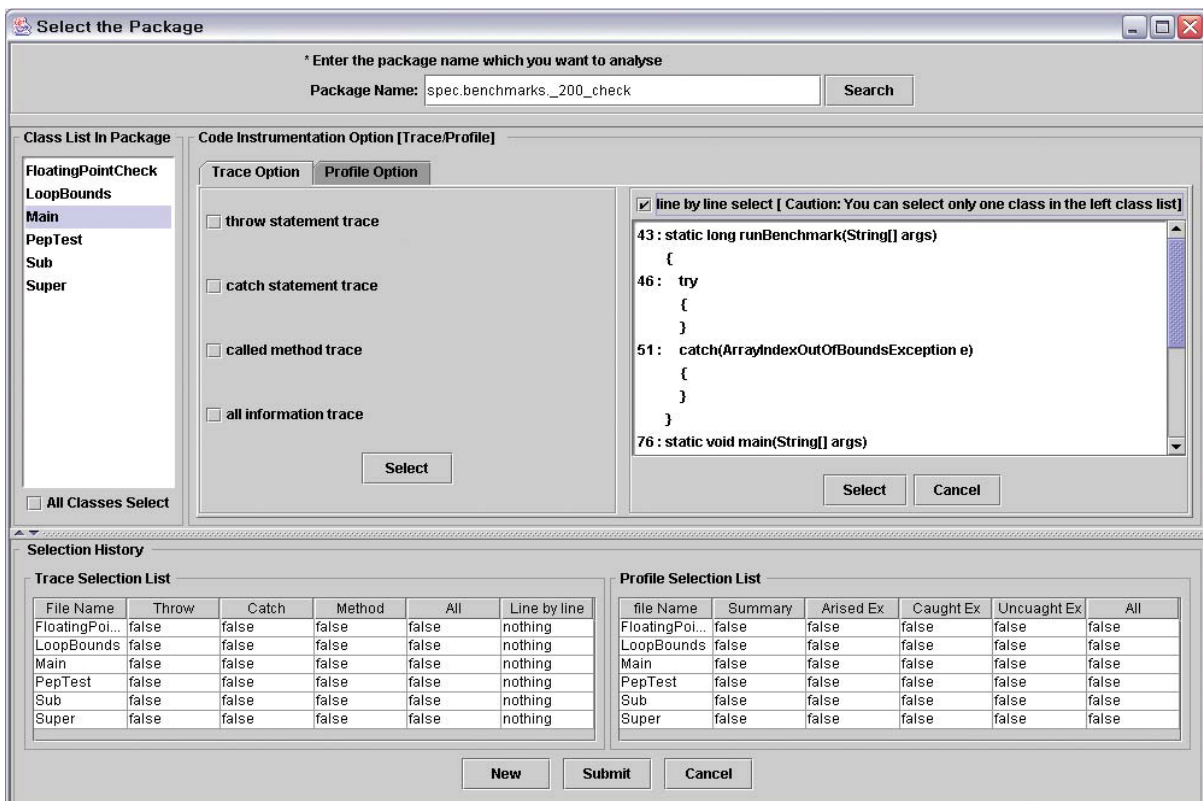 Select the Package
* Enter the package name which you want to analyse
Package Name: spec.benchmarks._200_check Search
Class List In Package
FloatingPointCheck
LoopBounds
Main
PepTest
Sub
Super
All Classes Select
Code Instrumentation Option [Trace/Profile]
Trace Option Profile Option
throw statement trace
catch statement trace
called method trace
all information trace
Select
line by line select [ Caution: You can select only one class in the left class list]
43 : static long runBenchmark(String[] args)
{
46 : try
{
}
51 : catch(ArrayIndexOutOfBoundsException e)
{
}
}
76 : static void main(String[] args)
Select Cancel
Selection History
Trace Selection List
File Name Throw Catch Method All Line by line
FloatingPoi... false false false false nothing
LoopBounds false false false false nothing
Main false false false false nothing
PepTest false false false false nothing
Sub false false false false nothing
Super false false false false nothing
Profile Selection List
file Name Summary Arised Ex Caught Ex Uncuaght Ex All
FloatingPoi... false false false false false
LoopBounds false false false false false
Main false false false false false
PepTest false false false false false
Sub false false false false false
Super false false false false false
New Submit Cancel